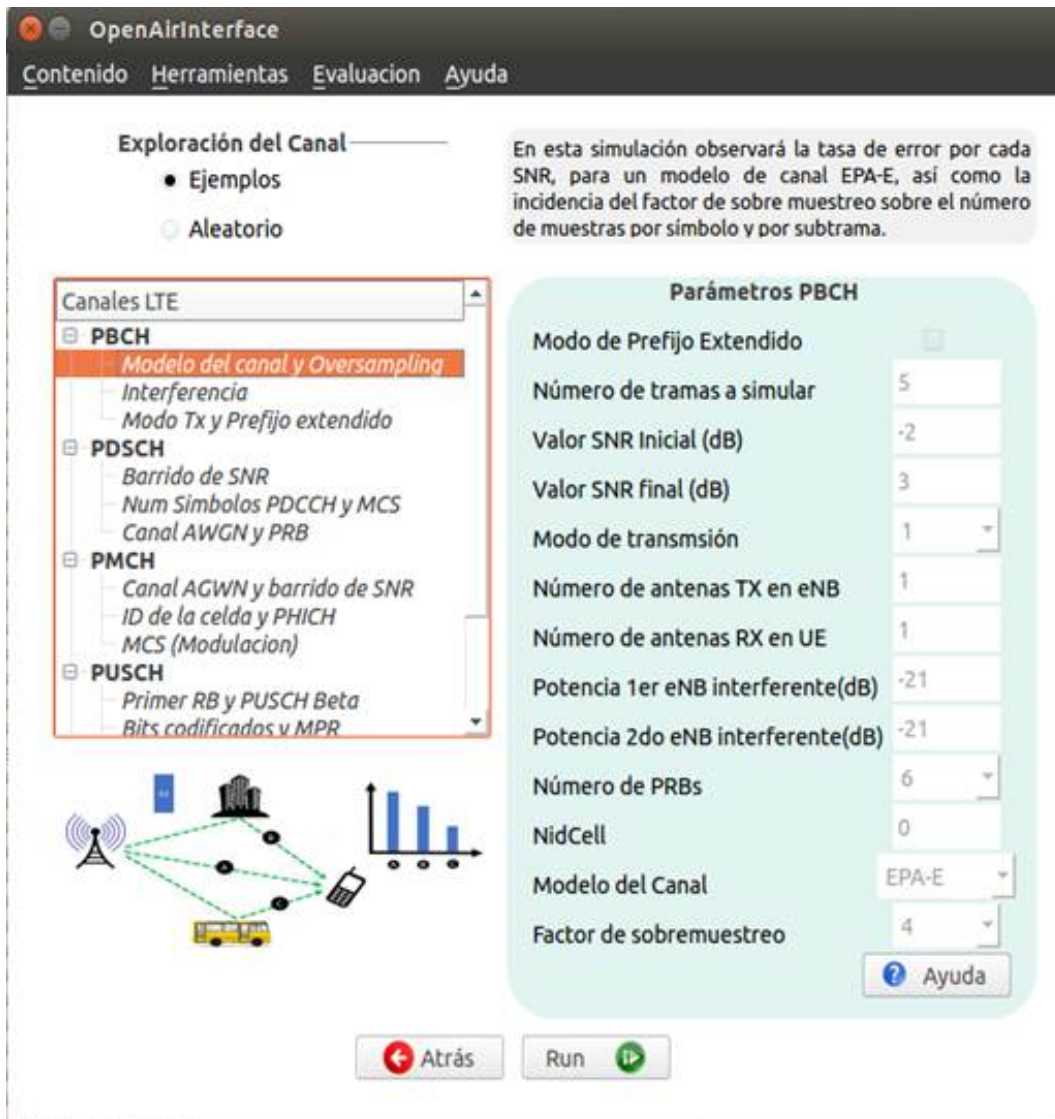 OpenAirInterface
Contenido Herramientas Evaluacion Ayuda
Exploración del Canal
Ejemplos
Aleatorio
En esta simulación observará la tasa de error por cada
SNR, para un modelo de canal EPA-E, así como la
incidencia del factor de sobre muestreo sobre el número
de muestras por símbolo y por subtrama.
Canales LTE
PBCH
Modelo del canal y Oversampling
Interferencia
Modo Tx y Prefijo extendido
PDSCH
Barrido de SNR
Num Simbolos PDCCH y MCS
Canal AWGN y PRB
PMCH
Canal AGWN y barrido de SNR
ID de la celda y PHICH
MCS (Modulacion)
PUSCH
Primer RB y PUSCH Beta
Bits codificados y MPR
Parámetros PBCH
Modo de Prefijo Extendido
Número de tramas a simular 5
Valor SNR Inicial (dB) -2
Valor SNR final (dB) 3
Modo de transmsión 1
Número de antenas TX en eNB 1
Número de antenas RX en UE 1
Potencia 1er eNB interferente(dB) -21
Potencia 2do eNB interferente(dB) -21
Número de PRBs 6
NidCell 0
Modelo del Canal EPA-E
Factor de sobremuestreo 4
Ayuda
Atrás
Run